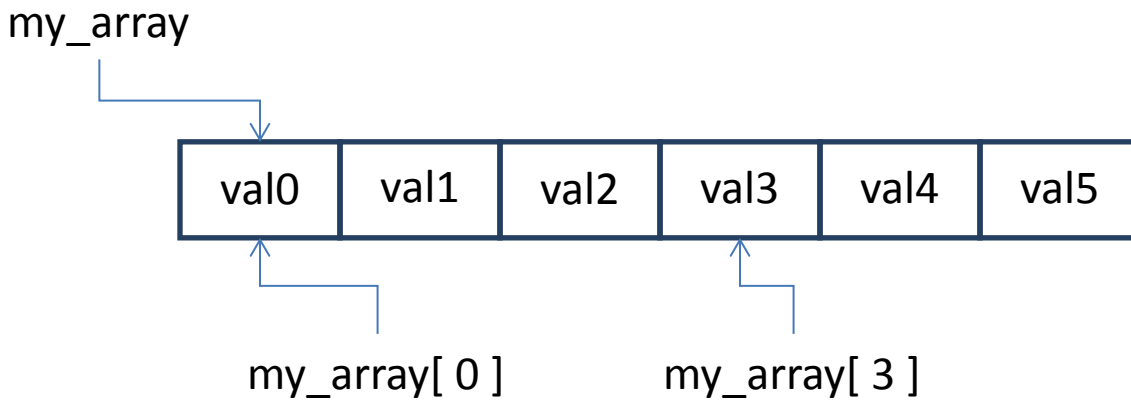 my_array
val0 val1 val2 val3 val4 val5
my_array[ 0 ] my_array[ 3 ]